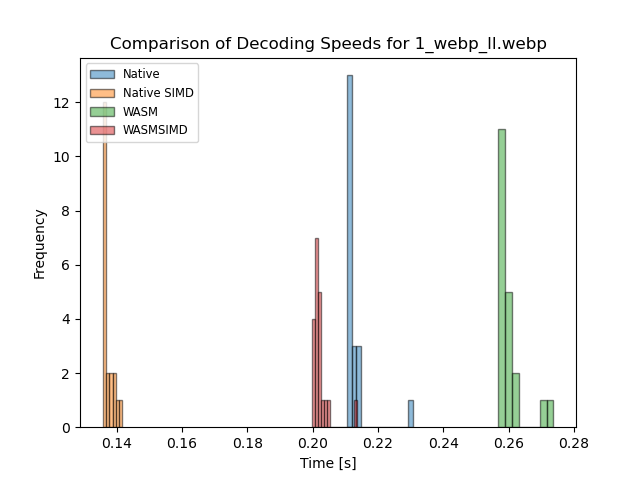 Comparison of Decoding Speeds for 1_webp_ll.webp
Native
Native SIMD
WASM
WASMSIMD
Frequency
12
10
8
6
4
2
0
0.14 0.16 0.18 0.20 0.22 0.24 0.26 0.28
Time [s]